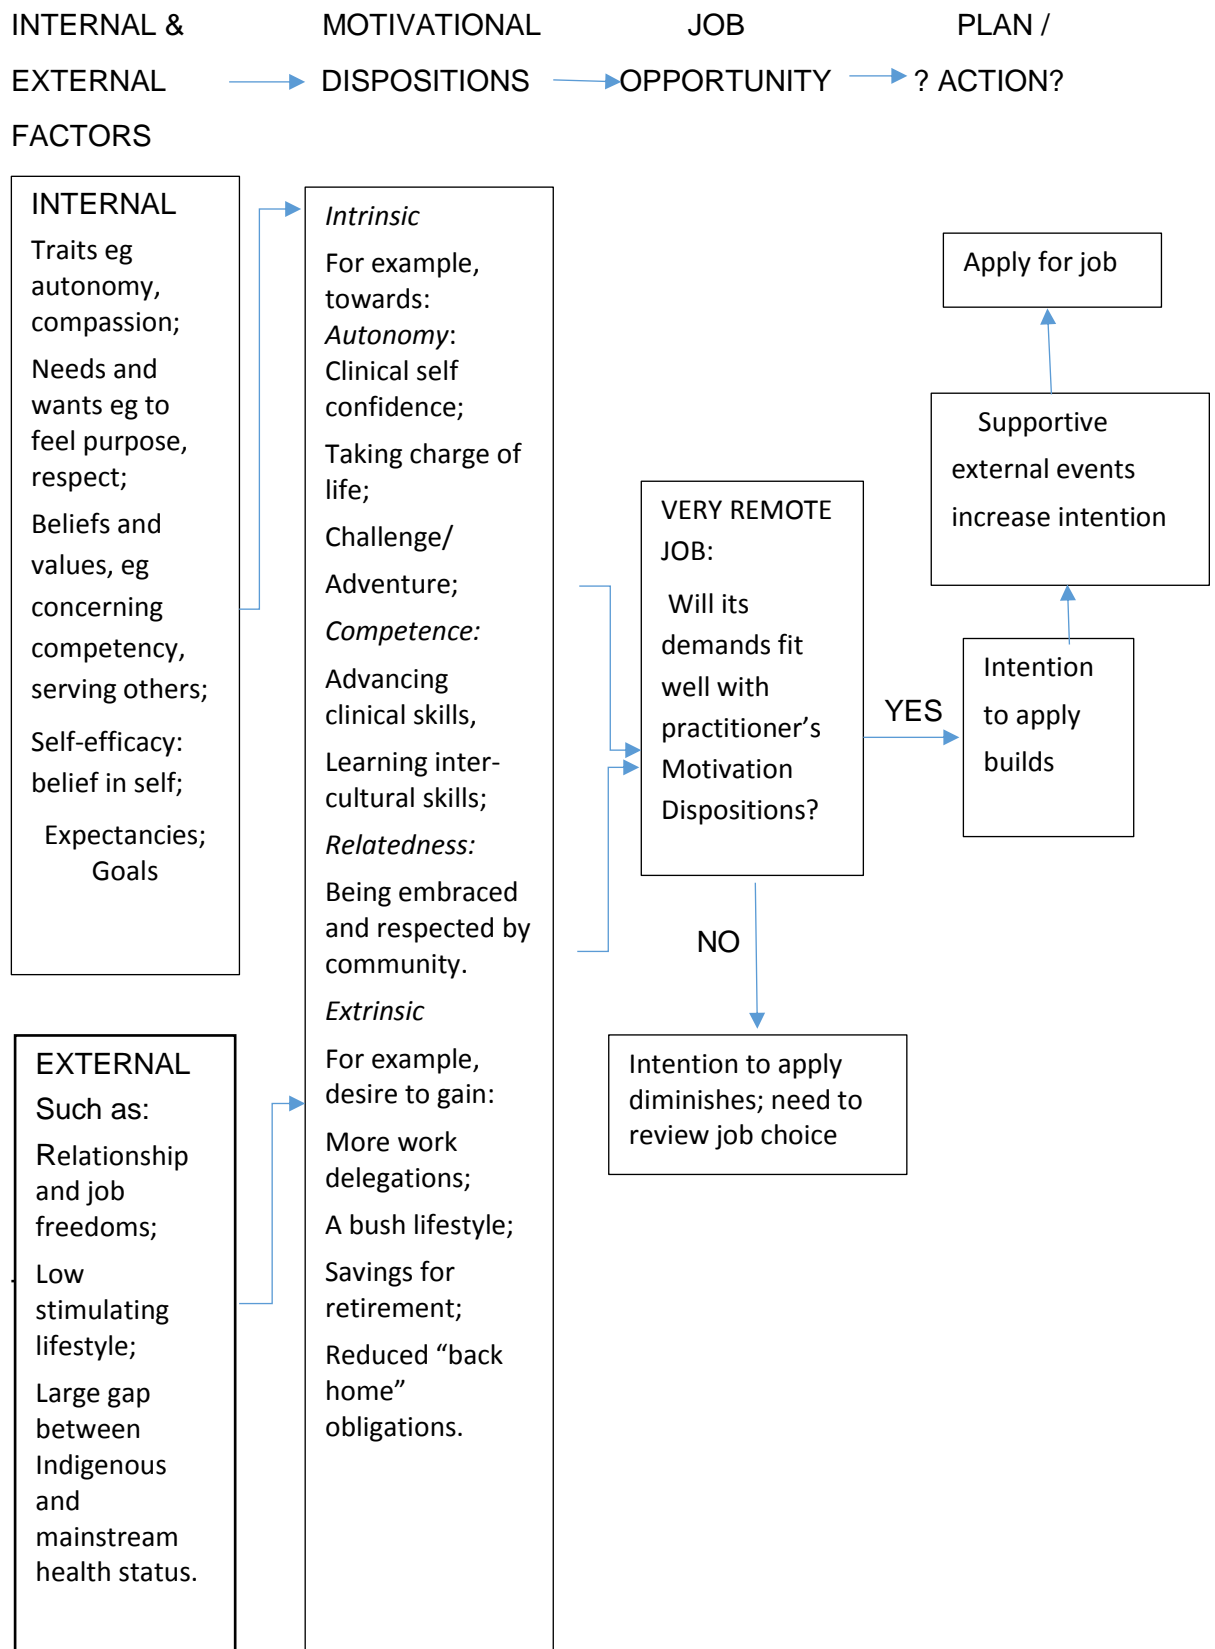 INTERNAL &
EXTERNAL
FACTORS
MOTIVATIONAL
DISPOSITIONS
JOB
OPPORTUNITY
PLAN /
? ACTION?
INTERNAL
Traits eg
autonomy,
compassion;
Needs and
wants eg to
feel purpose,
respect;
Beliefs and
values, eg
concerning
competency,
serving others;
Self-efficacy:
belief in self;
Expectancies;
Goals
EXTERNAL
Such as:
Relationship
and job
freedoms;
Low
stimulating
lifestyle;
Large gap
between
Indigenous
and
mainstream
health status.
Intrinsic
For example,
towards:
Autonomy:
Clinical self
confidence;
Taking charge of
life;
Challenge/
Adventure;
Competence:
Advancing
clinical skills,
Learning inter-
cultural skills;
Relatedness:
Being embraced
and respected by
community.
Extrinsic
For example,
desire to gain:
More work
delegations;
A bush lifestyle;
Savings for
retirement;
Reduced “back
home”
obligations.
VERY REMOTE
JOB:
Will its
demands fit
well with
practitioner’s
Motivation
Dispositions?
YES
NO
Intention to apply
diminishes; need to
review job choice
Apply for job
Supportive
external events
increase intention
Intention
to apply
builds